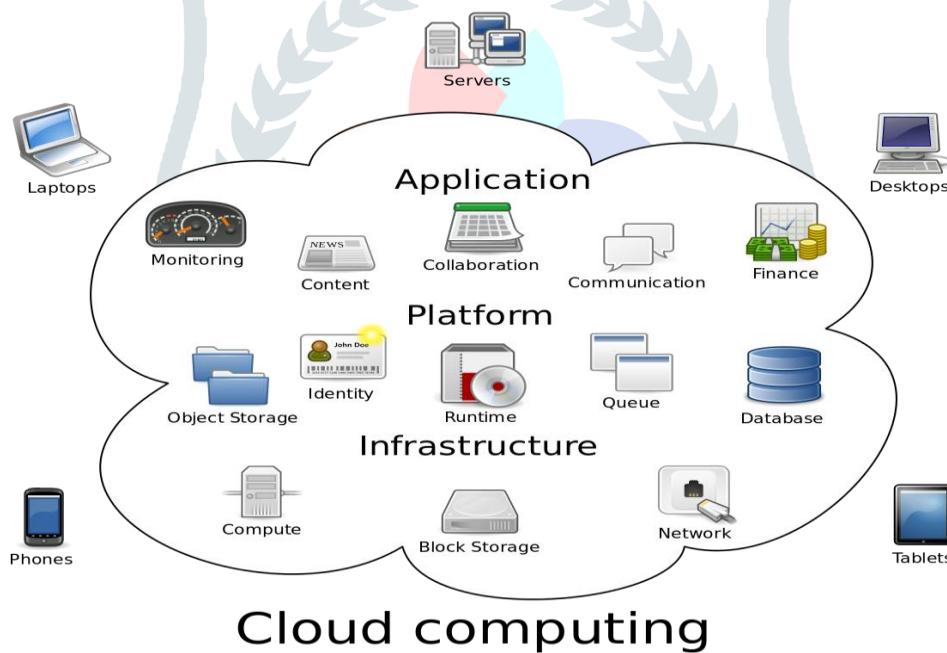 Servers
Laptops
Desktops
Application
Monitoring
NEWS
Content
Collaboration
Communication
Finance
Platform
Object Storage
John Doe
Identity
Runtime
Queue
Database
Infrastructure
Compute
Block Storage
Network
Phones
Tablets
Cloud computing